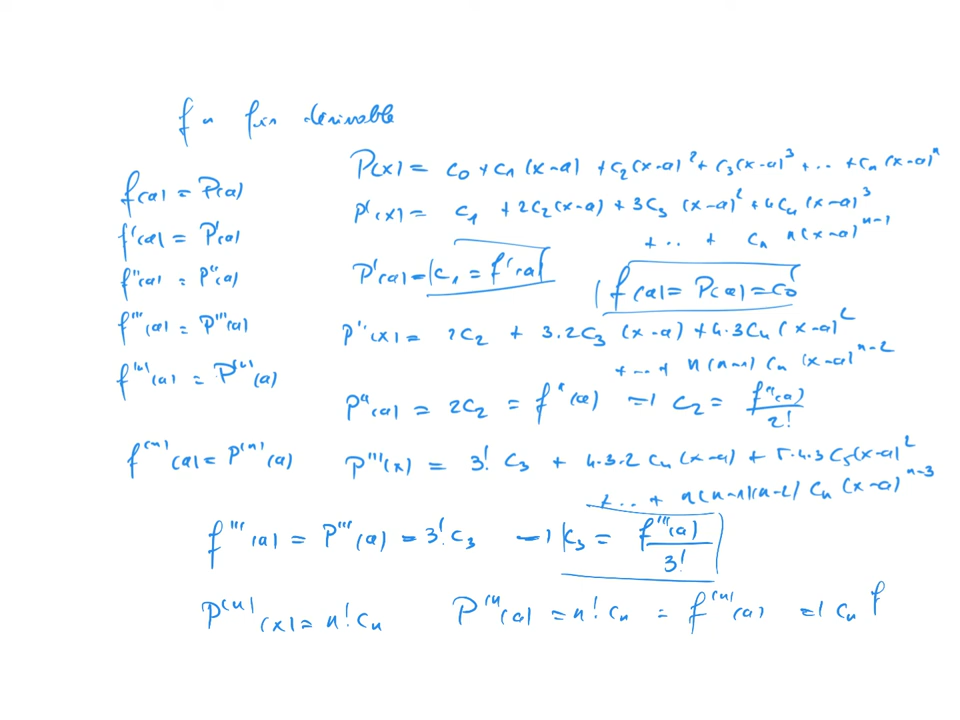 f n fxn derivable
P(x) = c₀ + c₁ (x-a) + c₂(x-a)² + c₃(x-a)³ + .. + cₙ (x-a)ⁿ
f(a) = P(a)
P'(x) = c₁ + 2c₂(x-a) + 3c₃ (x-a)² + 4c₄ (x-a)³
+ .. + cₙ n(x-a)ⁿ⁻¹
f'(a) = P'(a)
P'(a) = c₁ = f'(a)
f(a) = P(a) = c₀
f''(a) = P''(a)
f'''(a) = P'''(a)
P''(x) = 2c₂ + 3.2c₃ (x-a) + 4.3c₄ (x-a)²
+ ... + n(n-1) cₙ (x-a)ⁿ⁻²
f⁽⁴⁾(a) = P⁽⁴⁾(a)
P''(a) = 2c₂ = f''(a) => c₂ = f''(a)/2!
f⁽ⁿ⁾(a) = P⁽ⁿ⁾(a)
P'''(x) = 3! c₃ + 4.3.2 c₄ (x-a) + 5.4.3 c₅(x-a)²
+ .. + n(n-1)(n-2) cₙ (x-a)ⁿ⁻³
f'''(a) = P'''(a) = 3! c₃ → c₃ = f'''(a)/3!
P⁽ⁿ⁾(x) = n! cₙ P⁽ⁿ⁾(a) = n! cₙ = f⁽ⁿ⁾(a) => cₙ f